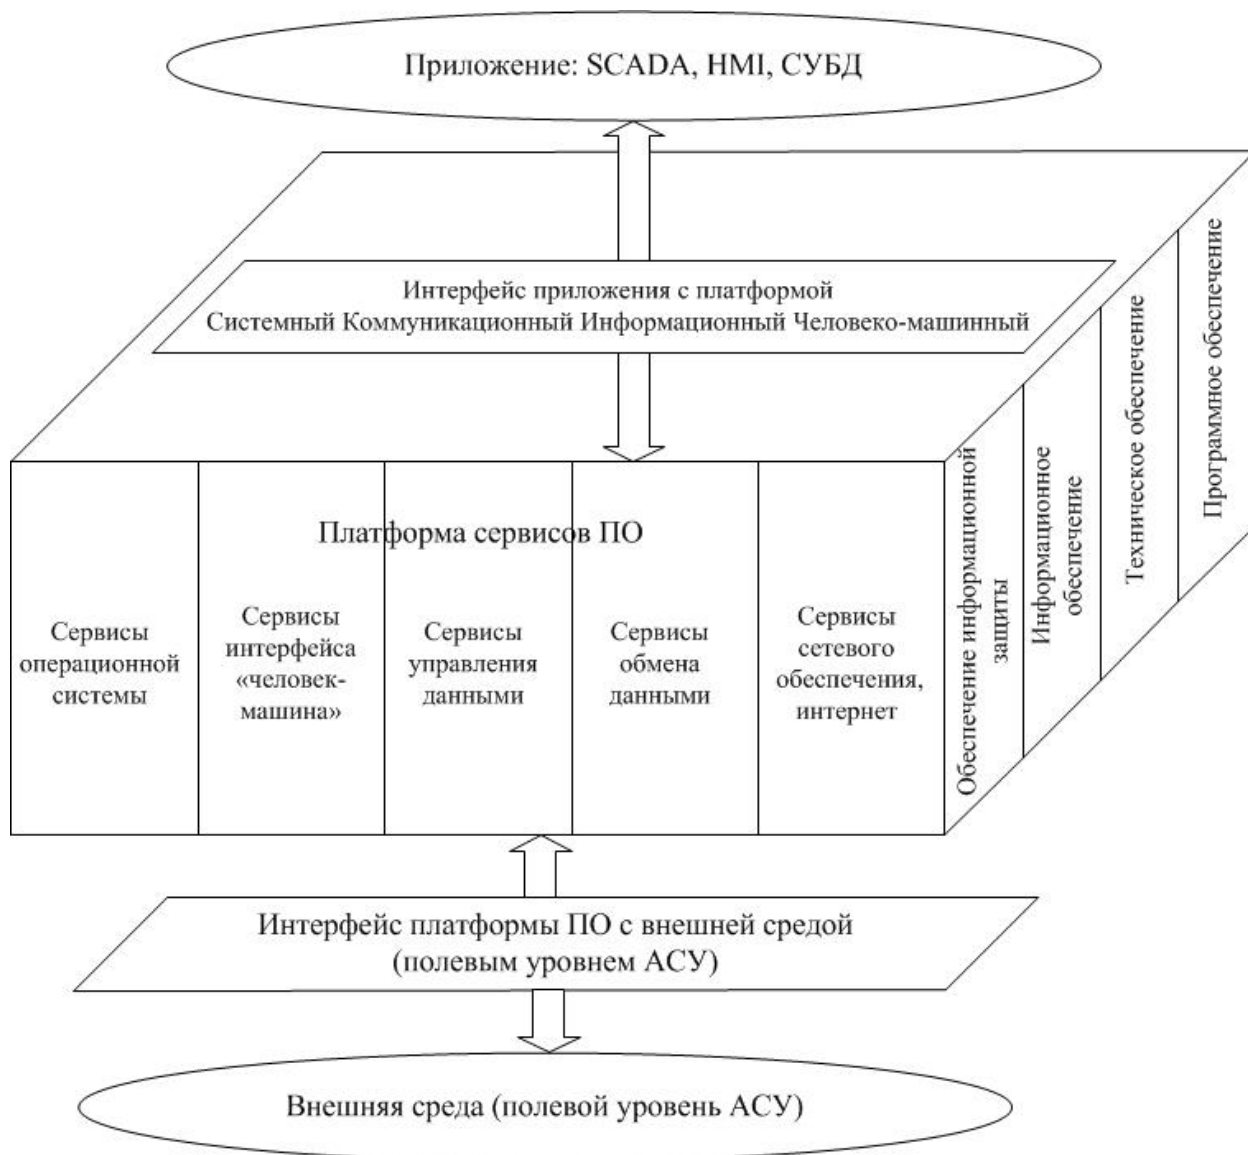 Приложение: SCADA, HMI, СУБД
Интерфейс приложения с платформой
Системный Коммуникационный Информационный Человеко-машинный
Платформа сервисов ПО
Сервисы
операционной
системы
Сервисы
интерфейса
«человек-
машина»
Сервисы
управления
данными
Сервисы
обмена
данными
Сервисы
сетевого
обеспечения,
интернет
Обеспечение информационной
защиты
Информационное
обеспечение
Техническое обеспечение
Программное обеспечение
Интерфейс платформы ПО с внешней средой
(полевым уровнем АСУ)
Внешняя среда (полевой уровень АСУ)